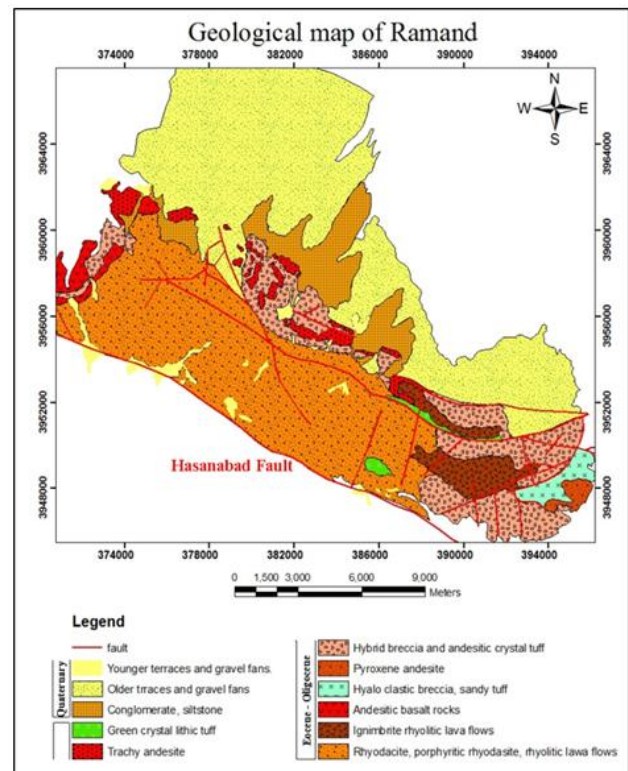 Geological map of Ramand
374000 378000 382000 386000 390000 394000
N
W E
S
3964000 3964000
3960000 3960000
3956000 3956000
3952000 3952000
3948000 3948000
Hasanabad Fault
374000 378000 382000 386000 390000 394000
0 1,500 3,000 6,000 9,000
Meters
Legend
fault
Quaternary
Younger terraces and gravel fans.
Older trraces and gravel fans
Conglomerate, siltstone
Green crystal lithic tuff
Trachy andesite
Eocene - Oligocene
Hybrid breccia and andesitic crystal tuff
Pyroxene andesite
Hyalo clastic breccia, sandy tuff
Andesitic basalt rocks
Ignimbrite rhyolitic lava flows
Rhyodacite, porphyritic rhyodasite, rhyolitic lawa flows